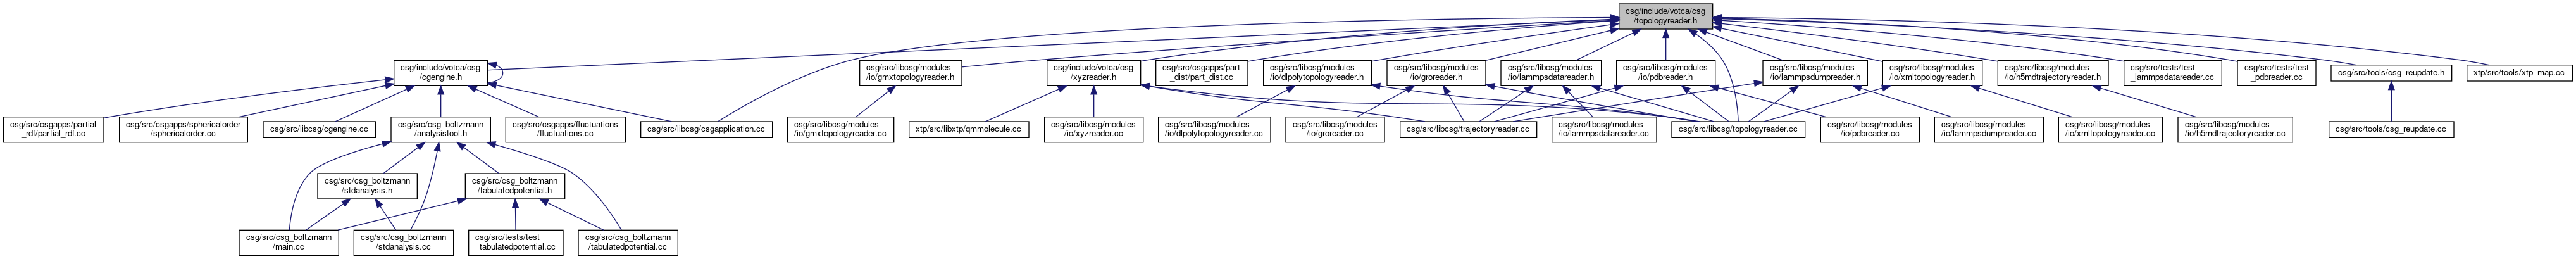 csg/include/votca/csg
/topologyreader.h
csg/include/votca/csg
/cgengine.h
csg/src/libcsg/modules
/io/gmxtopologyreader.h
csg/include/votca/csg
/xyzreader.h
csg/src/csgapps/part
_dist/part_dist.cc
csg/src/libcsg/modules
/io/dlpolytopologyreader.h
csg/src/libcsg/modules
/io/groreader.h
csg/src/libcsg/modules
/io/lammpsdatareader.h
csg/src/libcsg/modules
/io/pdbreader.h
csg/src/libcsg/modules
/io/lammpsdumpreader.h
csg/src/libcsg/modules
/io/xmltopologyreader.h
csg/src/libcsg/modules
/io/h5mdtrajectoryreader.h
csg/src/tests/test
_lammpsdatareader.cc
csg/src/tests/test
_pdbreader.cc
csg/src/tools/csg_reupdate.h
xtp/src/tools/xtp_map.cc
csg/src/csgapps/partial
_rdf/partial_rdf.cc
csg/src/csgapps/sphericalorder
/sphericalorder.cc
csg/src/libcsg/cgengine.cc
csg/src/csg_boltzmann
/analysistool.h
csg/src/csgapps/fluctuations
/fluctuations.cc
csg/src/libcsg/csgapplication.cc
csg/src/libcsg/modules
/io/gmxtopologyreader.cc
xtp/src/libxtp/qmmolecule.cc
csg/src/libcsg/modules
/io/xyzreader.cc
csg/src/libcsg/modules
/io/dlpolytopologyreader.cc
csg/src/libcsg/modules
/io/groreader.cc
csg/src/libcsg/trajectoryreader.cc
csg/src/libcsg/modules
/io/lammpsdatareader.cc
csg/src/libcsg/topologyreader.cc
csg/src/libcsg/modules
/io/pdbreader.cc
csg/src/libcsg/modules
/io/lammpsdumpreader.cc
csg/src/libcsg/modules
/io/xmltopologyreader.cc
csg/src/libcsg/modules
/io/h5mdtrajectoryreader.cc
csg/src/tools/csg_reupdate.cc
csg/src/csg_boltzmann
/stdanalysis.h
csg/src/csg_boltzmann
/tabulatedpotential.h
csg/src/csg_boltzmann
/main.cc
csg/src/csg_boltzmann
/stdanalysis.cc
csg/src/tests/test
_tabulatedpotential.cc
csg/src/csg_boltzmann
/tabulatedpotential.cc